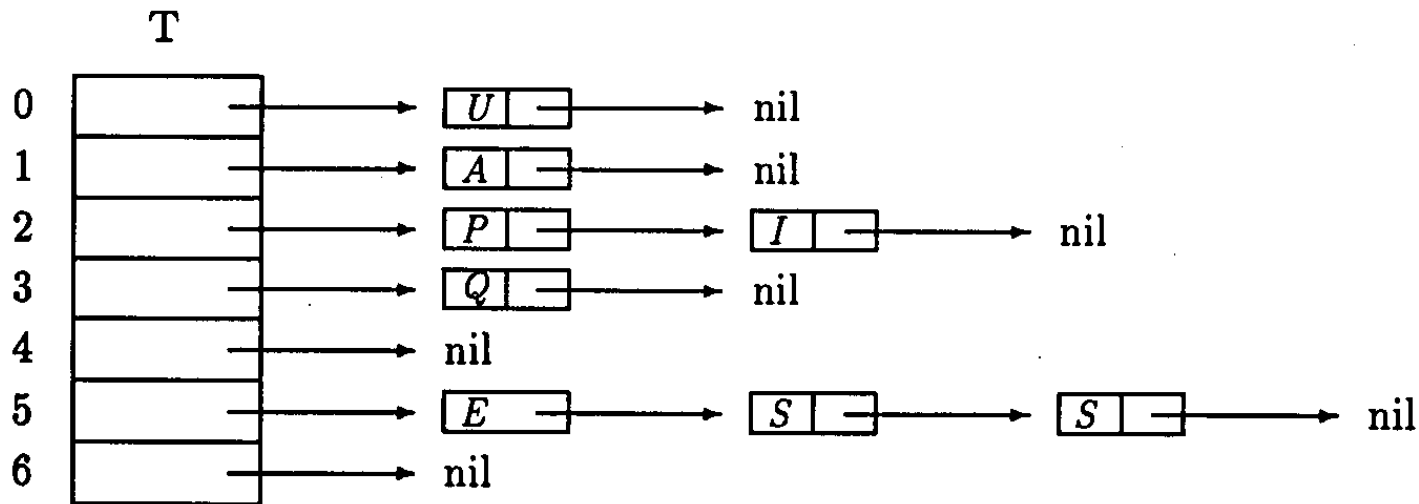 T
0 U nil
1 A nil
2 P I nil
3 Q nil
4 nil
5 E S S nil
6 nil